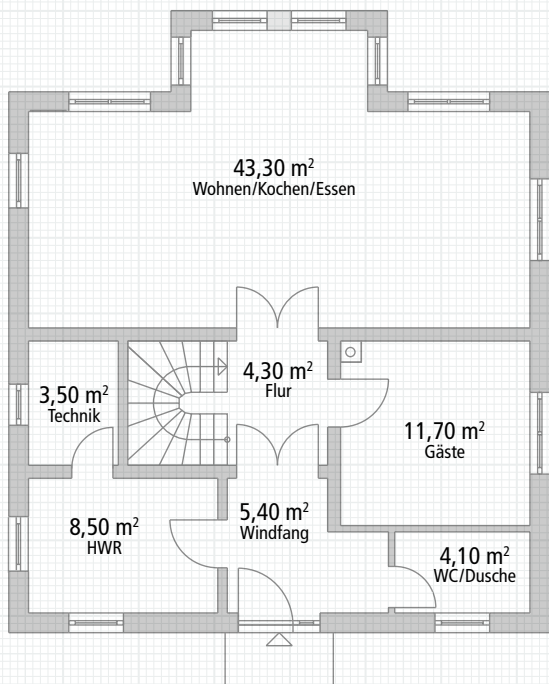 43,30 m²
Wohnen/Kochen/Essen
4,30 m²
Flur
3,50 m²
Technik
11,70 m²
Gäste
5,40 m²
Windfang
8,50 m²
HWR
4,10 m²
WC/Dusche